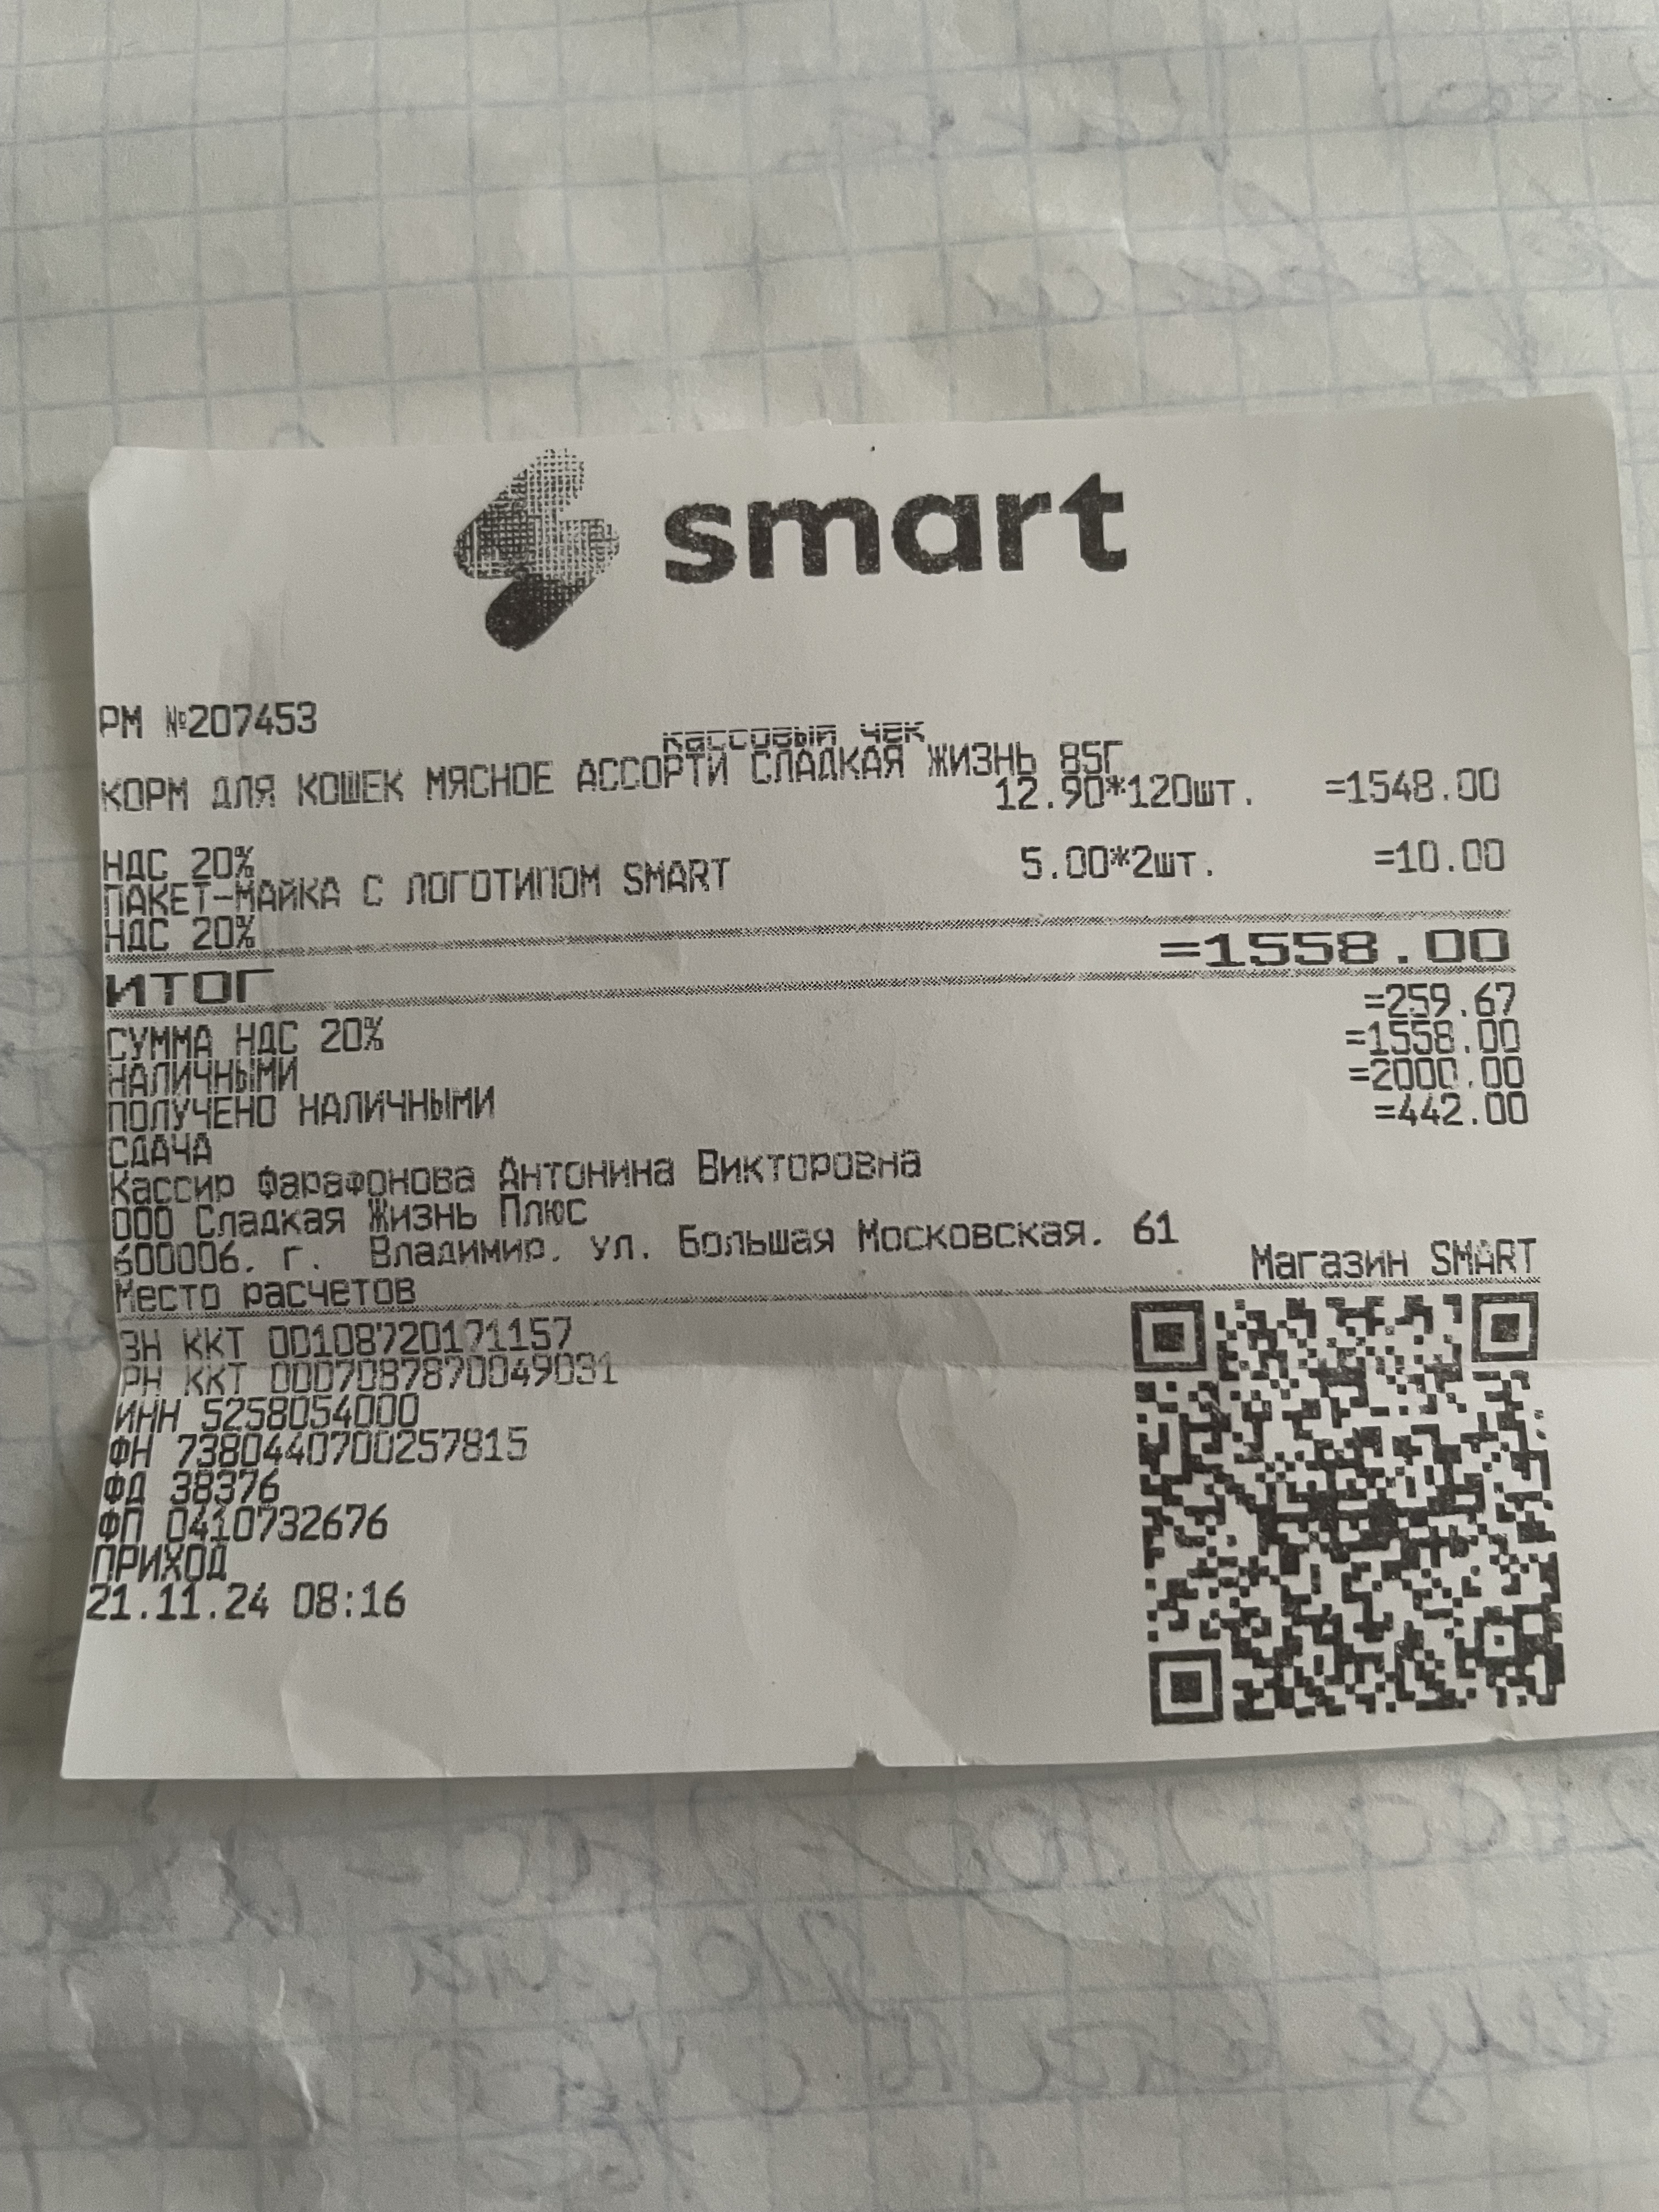 smart
РМ №207453
кассовый чек
КОРМ ДЛЯ КОШЕК МЯСНОЕ АССОРТИ СЛАДКАЯ ЖИЗНЬ 85Г
12.90*120шт. =1548.00
НДС 20%
ПАКЕТ-МАЙКА С ЛОГОТИПОМ SMART 5.00*2шт. =10.00
НДС 20%
ИТОГ =1558.00
СУММА НДС 20% =259.67
НАЛИЧНЫМИ =1558.00
ПОЛУЧЕНО НАЛИЧНЫМИ =2000.00
СДАЧА =442.00
Кассир Фарафонова Антонина Викторовна
ООО Сладкая Жизнь Плюс
600006, г. Владимир, ул. Большая Московская, 61
Место расчетов Магазин SMART
ЗН ККТ 00108720171157
РН ККТ 0007087870049031
ИНН 5258054000
ФН 7380440700257815
ФД 38376
ФП 0410732676
ПРИХОД
21.11.24 08:16